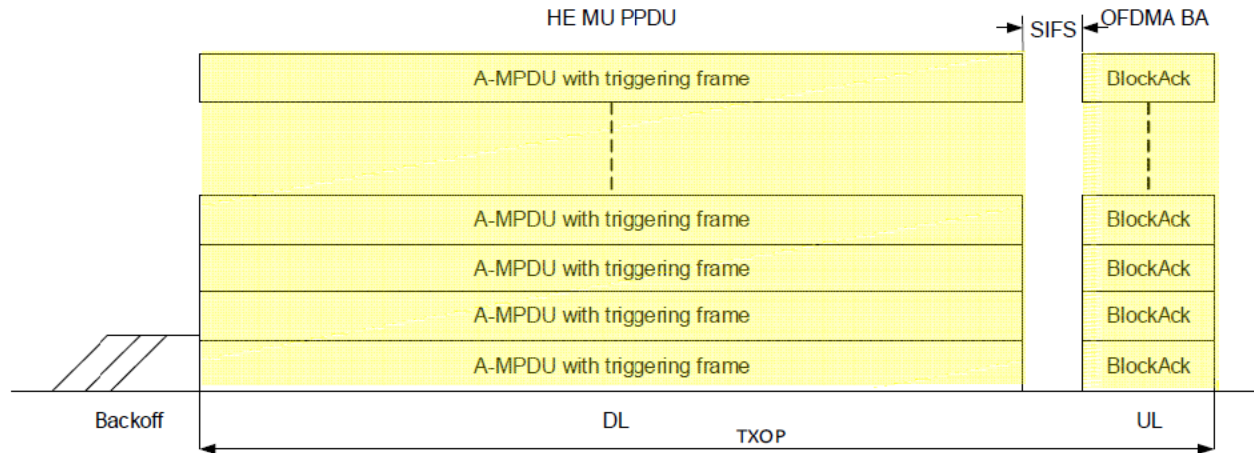 HE MU PPDU SIFS OFDMA BA
A-MPDU with triggering frame BlockAck
A-MPDU with triggering frame BlockAck
A-MPDU with triggering frame BlockAck
A-MPDU with triggering frame BlockAck
A-MPDU with triggering frame BlockAck
Backoff DL UL
TXOP